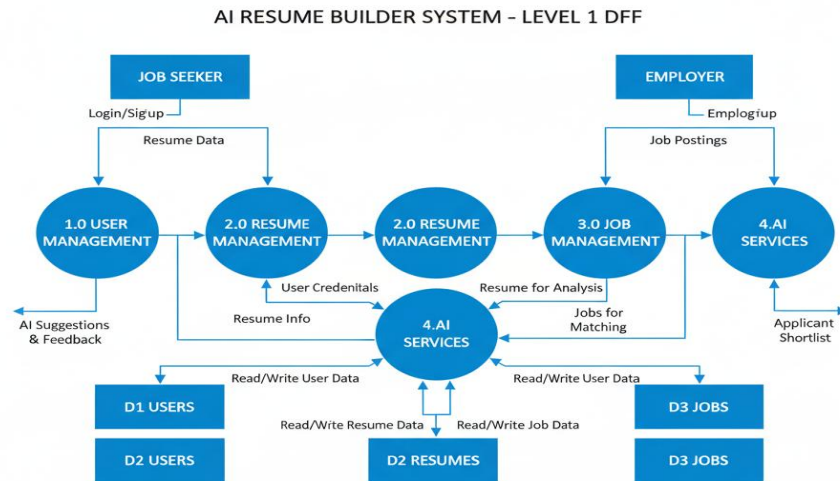 AI RESUME BUILDER SYSTEM – LEVEL 1 DFF
JOB SEEKER
EMPLOYER
Login/Sigup
Emplogfup
Resume Data
Job Postings
1.0 USER
MANAGEMENT
2.0 RESUME
MANAGEMENT
2.0 RESUME
MANAGEMENT
3.0 JOB
MANAGEMENT
4.AI
SERVICES
User Credenitals
Resume for Analysis
AI Suggestions
& Feedback
Resume Info
4.AI
SERVICES
Jobs for
Matching
Applicant
Shortlist
Read/Write User Data
Read/Write User Data
D1 USERS
D3 JOBS
Read/Write Resume Data
Read/Write Job Data
D2 USERS
D2 RESUMES
D3 JOBS